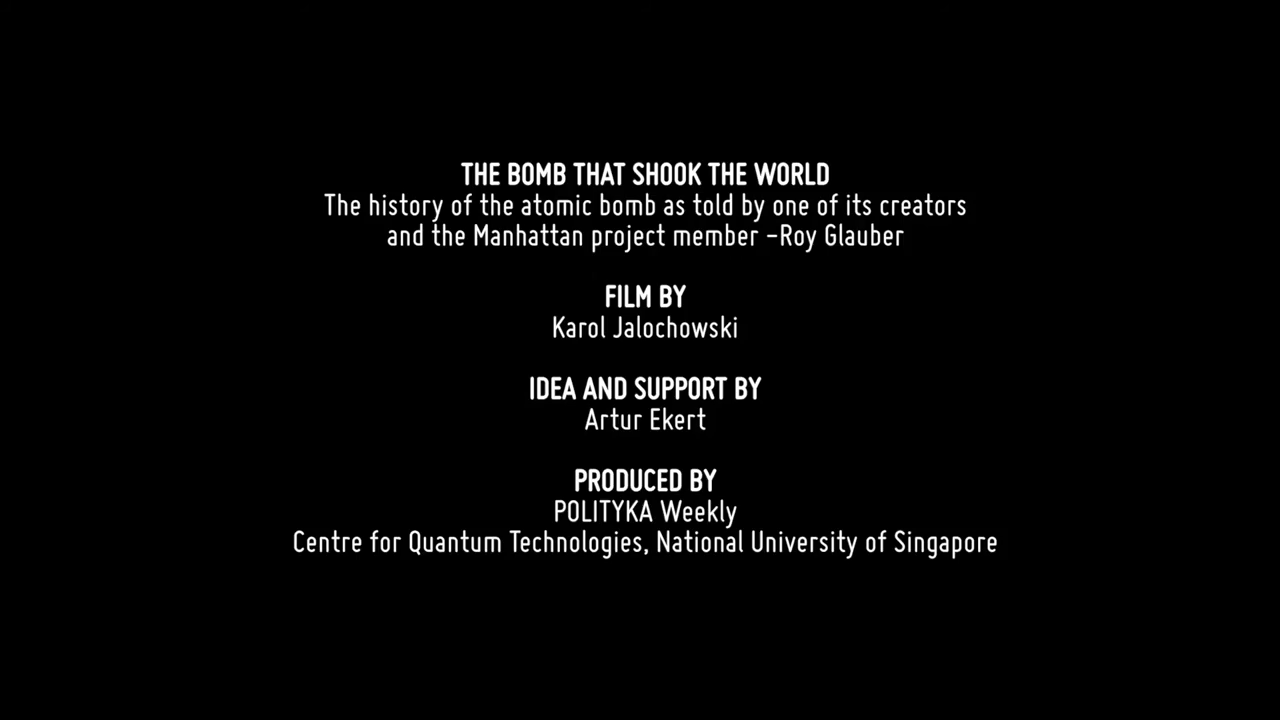 THE BOMB THAT SHOOK THE WORLD
The history of the atomic bomb as told by one of its creators
and the Manhattan project member -Roy Glauber
FILM BY
Karol Jalochowski
IDEA AND SUPPORT BY
Artur Ekert
PRODUCED BY
POLITYKA Weekly
Centre for Quantum Technologies, National University of Singapore